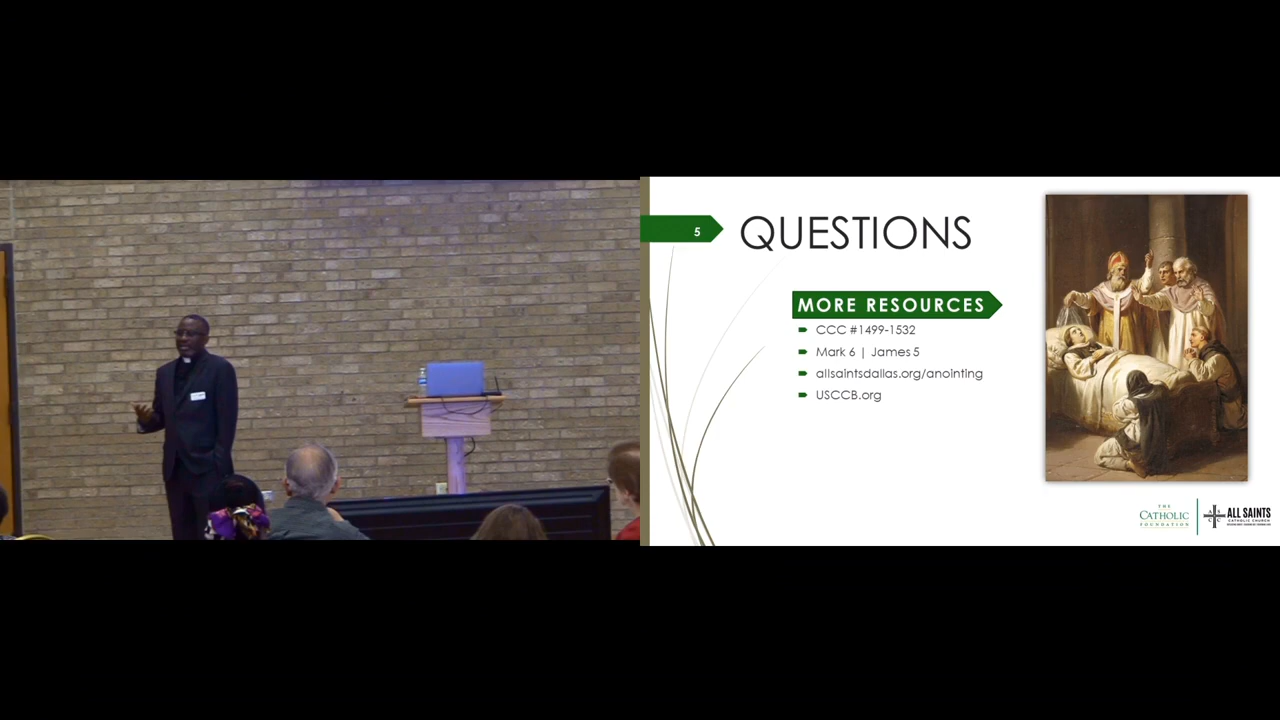 5
QUESTIONS
MORE RESOURCES
CCC #1499-1532
Mark 6 | James 5
allsaintsdallas.org/anointing
USCCB.org
THE
CATHOLIC
FOUNDATION
ALL SAINTS
CATHOLIC CHURCH